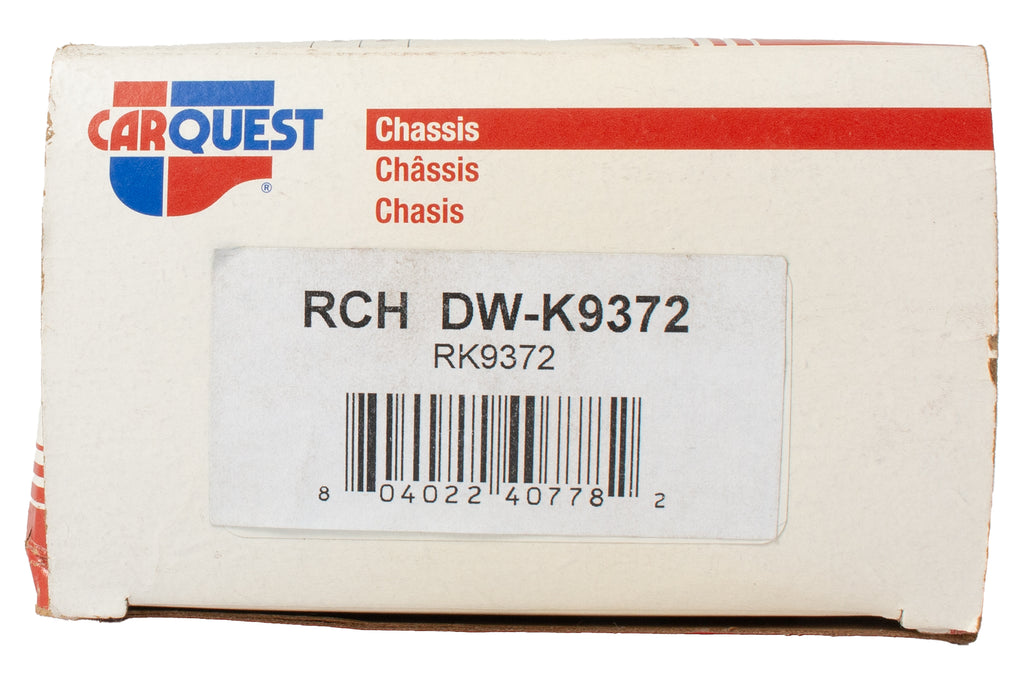 CARQUEST
®
Chassis
Châssis
Chasis
RCH DW-K9372
RK9372
8 04022 40778 2